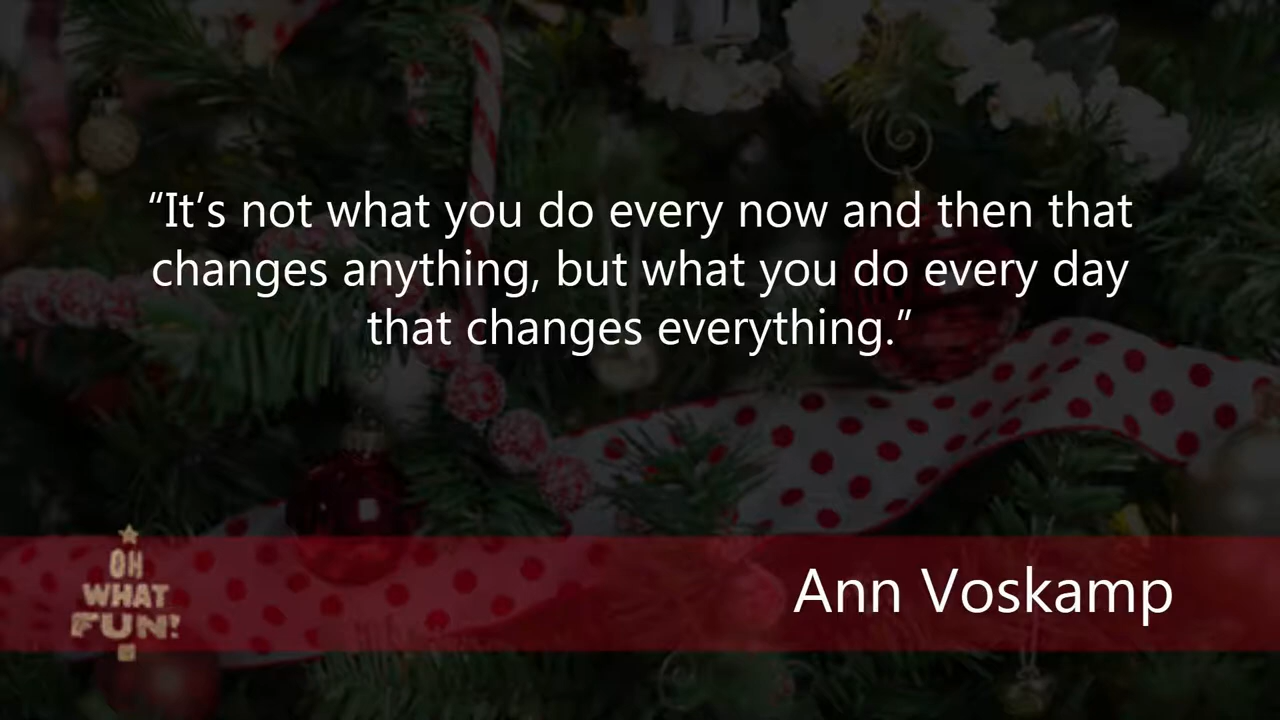 “It’s not what you do every now and then that
changes anything, but what you do every day
that changes everything.”
OH
WHAT
FUN!
Ann Voskamp